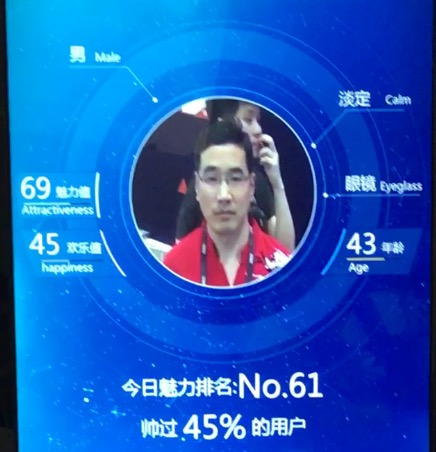 男 Male
淡定 Calm
眼镜 Eyeglass
69 魅力值
Attractiveness
45 欢乐值
happiness
43 年龄
Age
今日魅力排名:No.61
帅过 45% 的用户